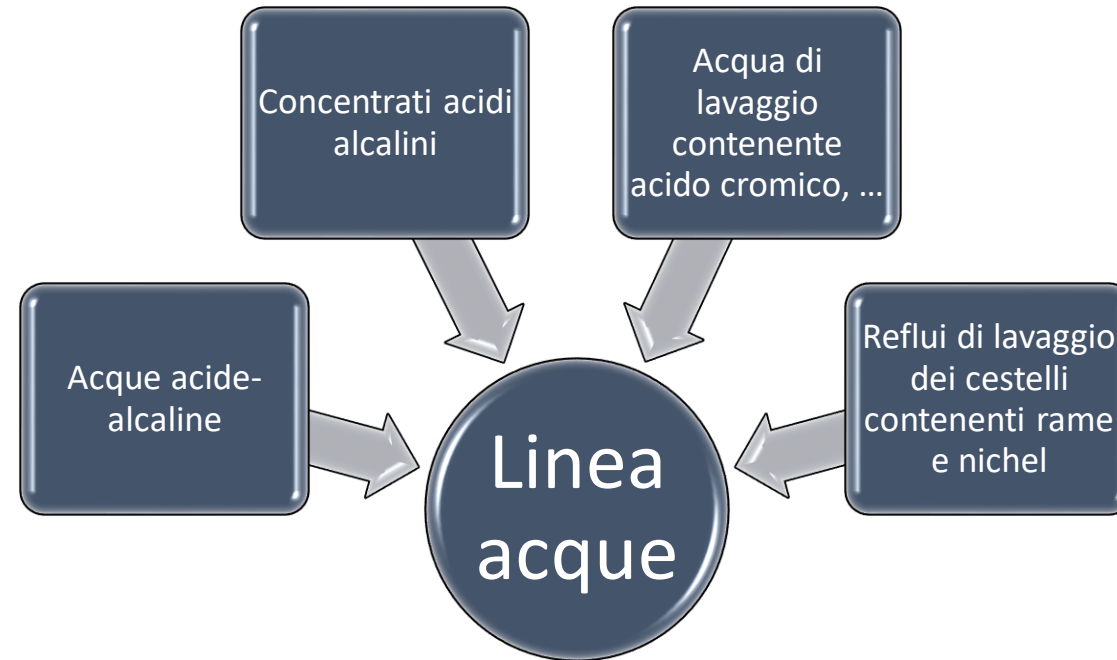 Concentrati acidi
alcalini
Acqua di
lavaggio
contenente
acido cromico, ...
Acque acide-
alcaline
Reflui di lavaggio
dei cestelli
contenenti rame
e nichel
Linea
acque